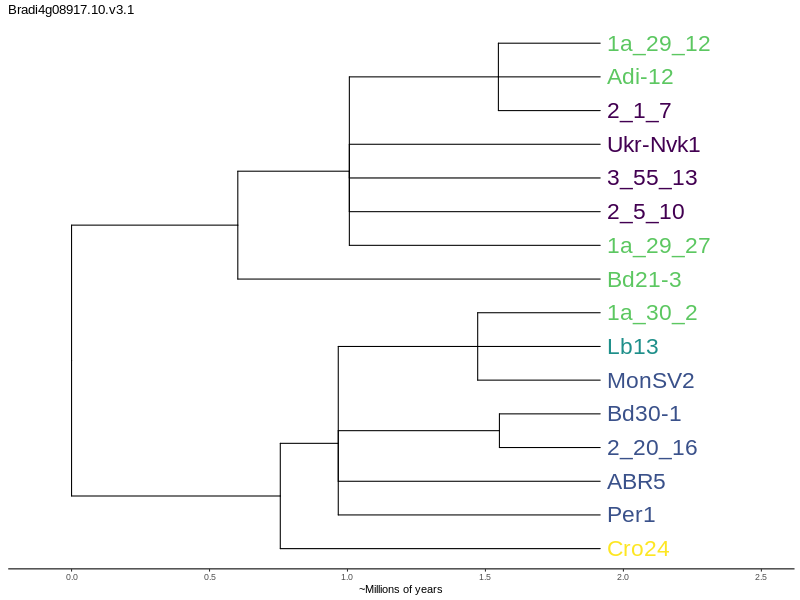 Bradi4g08917.10.v3.1
1a_29_12
Adi-12
2_1_7
Ukr-Nvk1
3_55_13
2_5_10
1a_29_27
Bd21-3
1a_30_2
Lb13
MonSV2
Bd30-1
2_20_16
ABR5
Per1
Cro24
0.0 0.5 1.0 1.5 2.0 2.5
~Millions of years